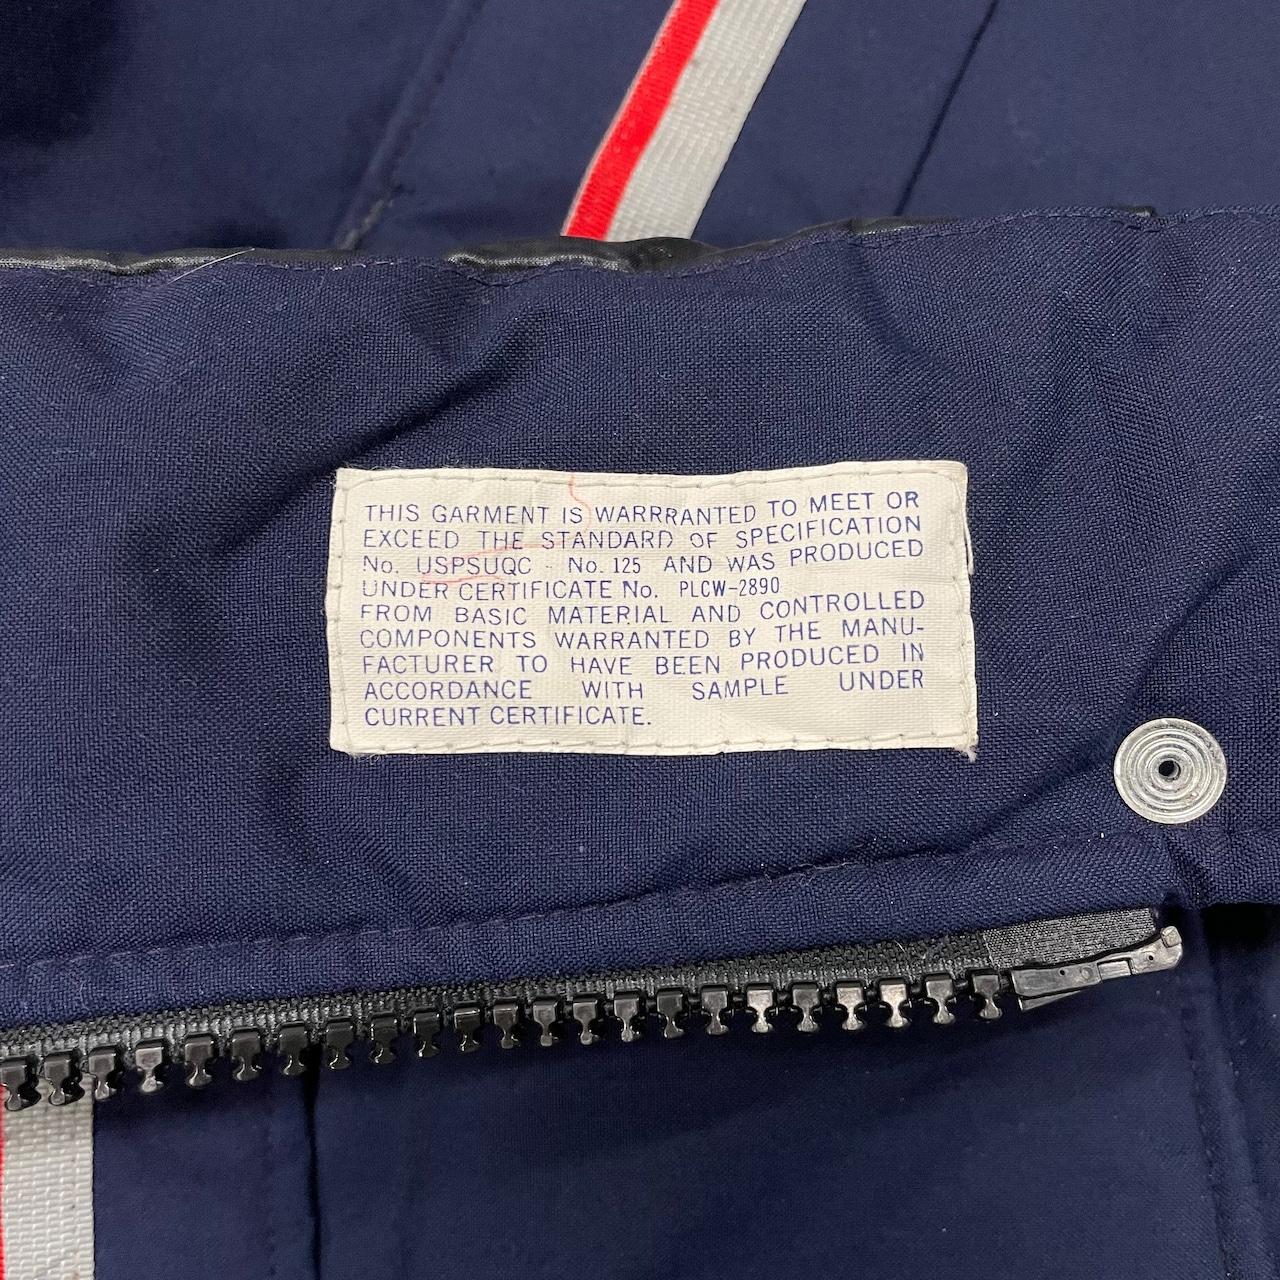 THIS GARMENT IS WARRRANTED TO MEET OR
EXCEED THE STANDARD OF SPECIFICATION
No. USPSUQC - No. 125 AND WAS PRODUCED
UNDER CERTIFICATE No. PLCW-2890
FROM BASIC MATERIAL AND CONTROLLED
COMPONENTS WARRANTED BY THE MANU-
FACTURER TO HAVE BEEN PRODUCED IN
ACCORDANCE WITH SAMPLE UNDER
CURRENT CERTIFICATE.